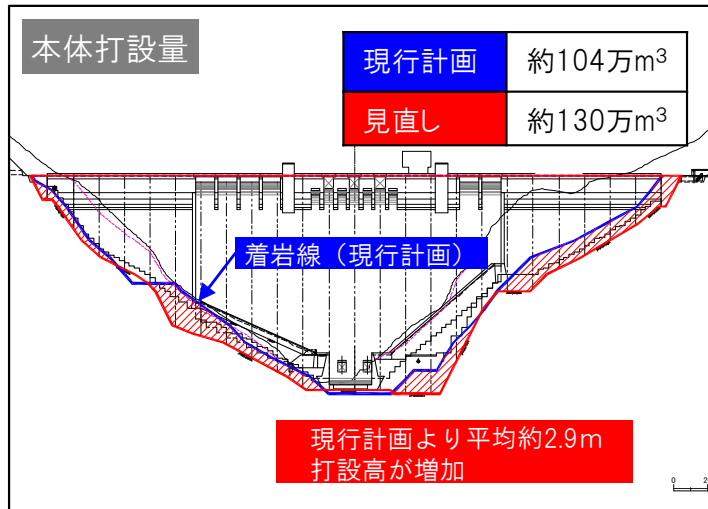 本体打設量
現行計画 約104万m³
見直し 約130万m³
着岩線（現行計画）
現行計画より平均約2.9m
打設高が増加
0 2